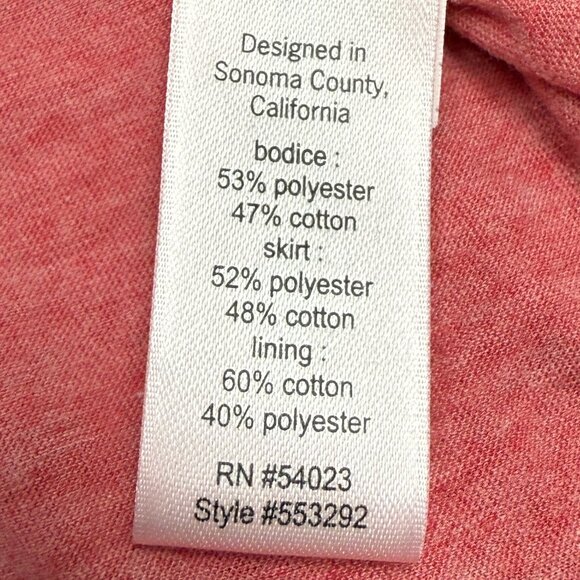 Designed in
Sonoma County,
California
bodice :
53% polyester
47% cotton
skirt :
52% polyester
48% cotton
lining :
60% cotton
40% polyester
RN #54023
Style #553292